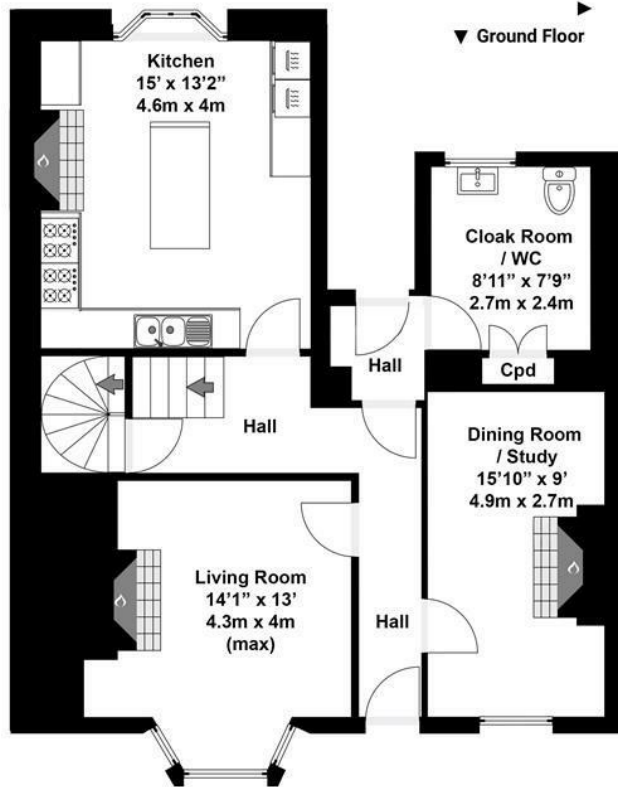 ▼ Ground Floor
Kitchen
15’ x 13’2”
4.6m x 4m
Cloak Room
/ WC
8’11” x 7’9”
2.7m x 2.4m
Hall
Cpd
Hall
Dining Room
/ Study
15’10” x 9’
4.9m x 2.7m
Living Room
14’1” x 13’
4.3m x 4m
(max)
Hall